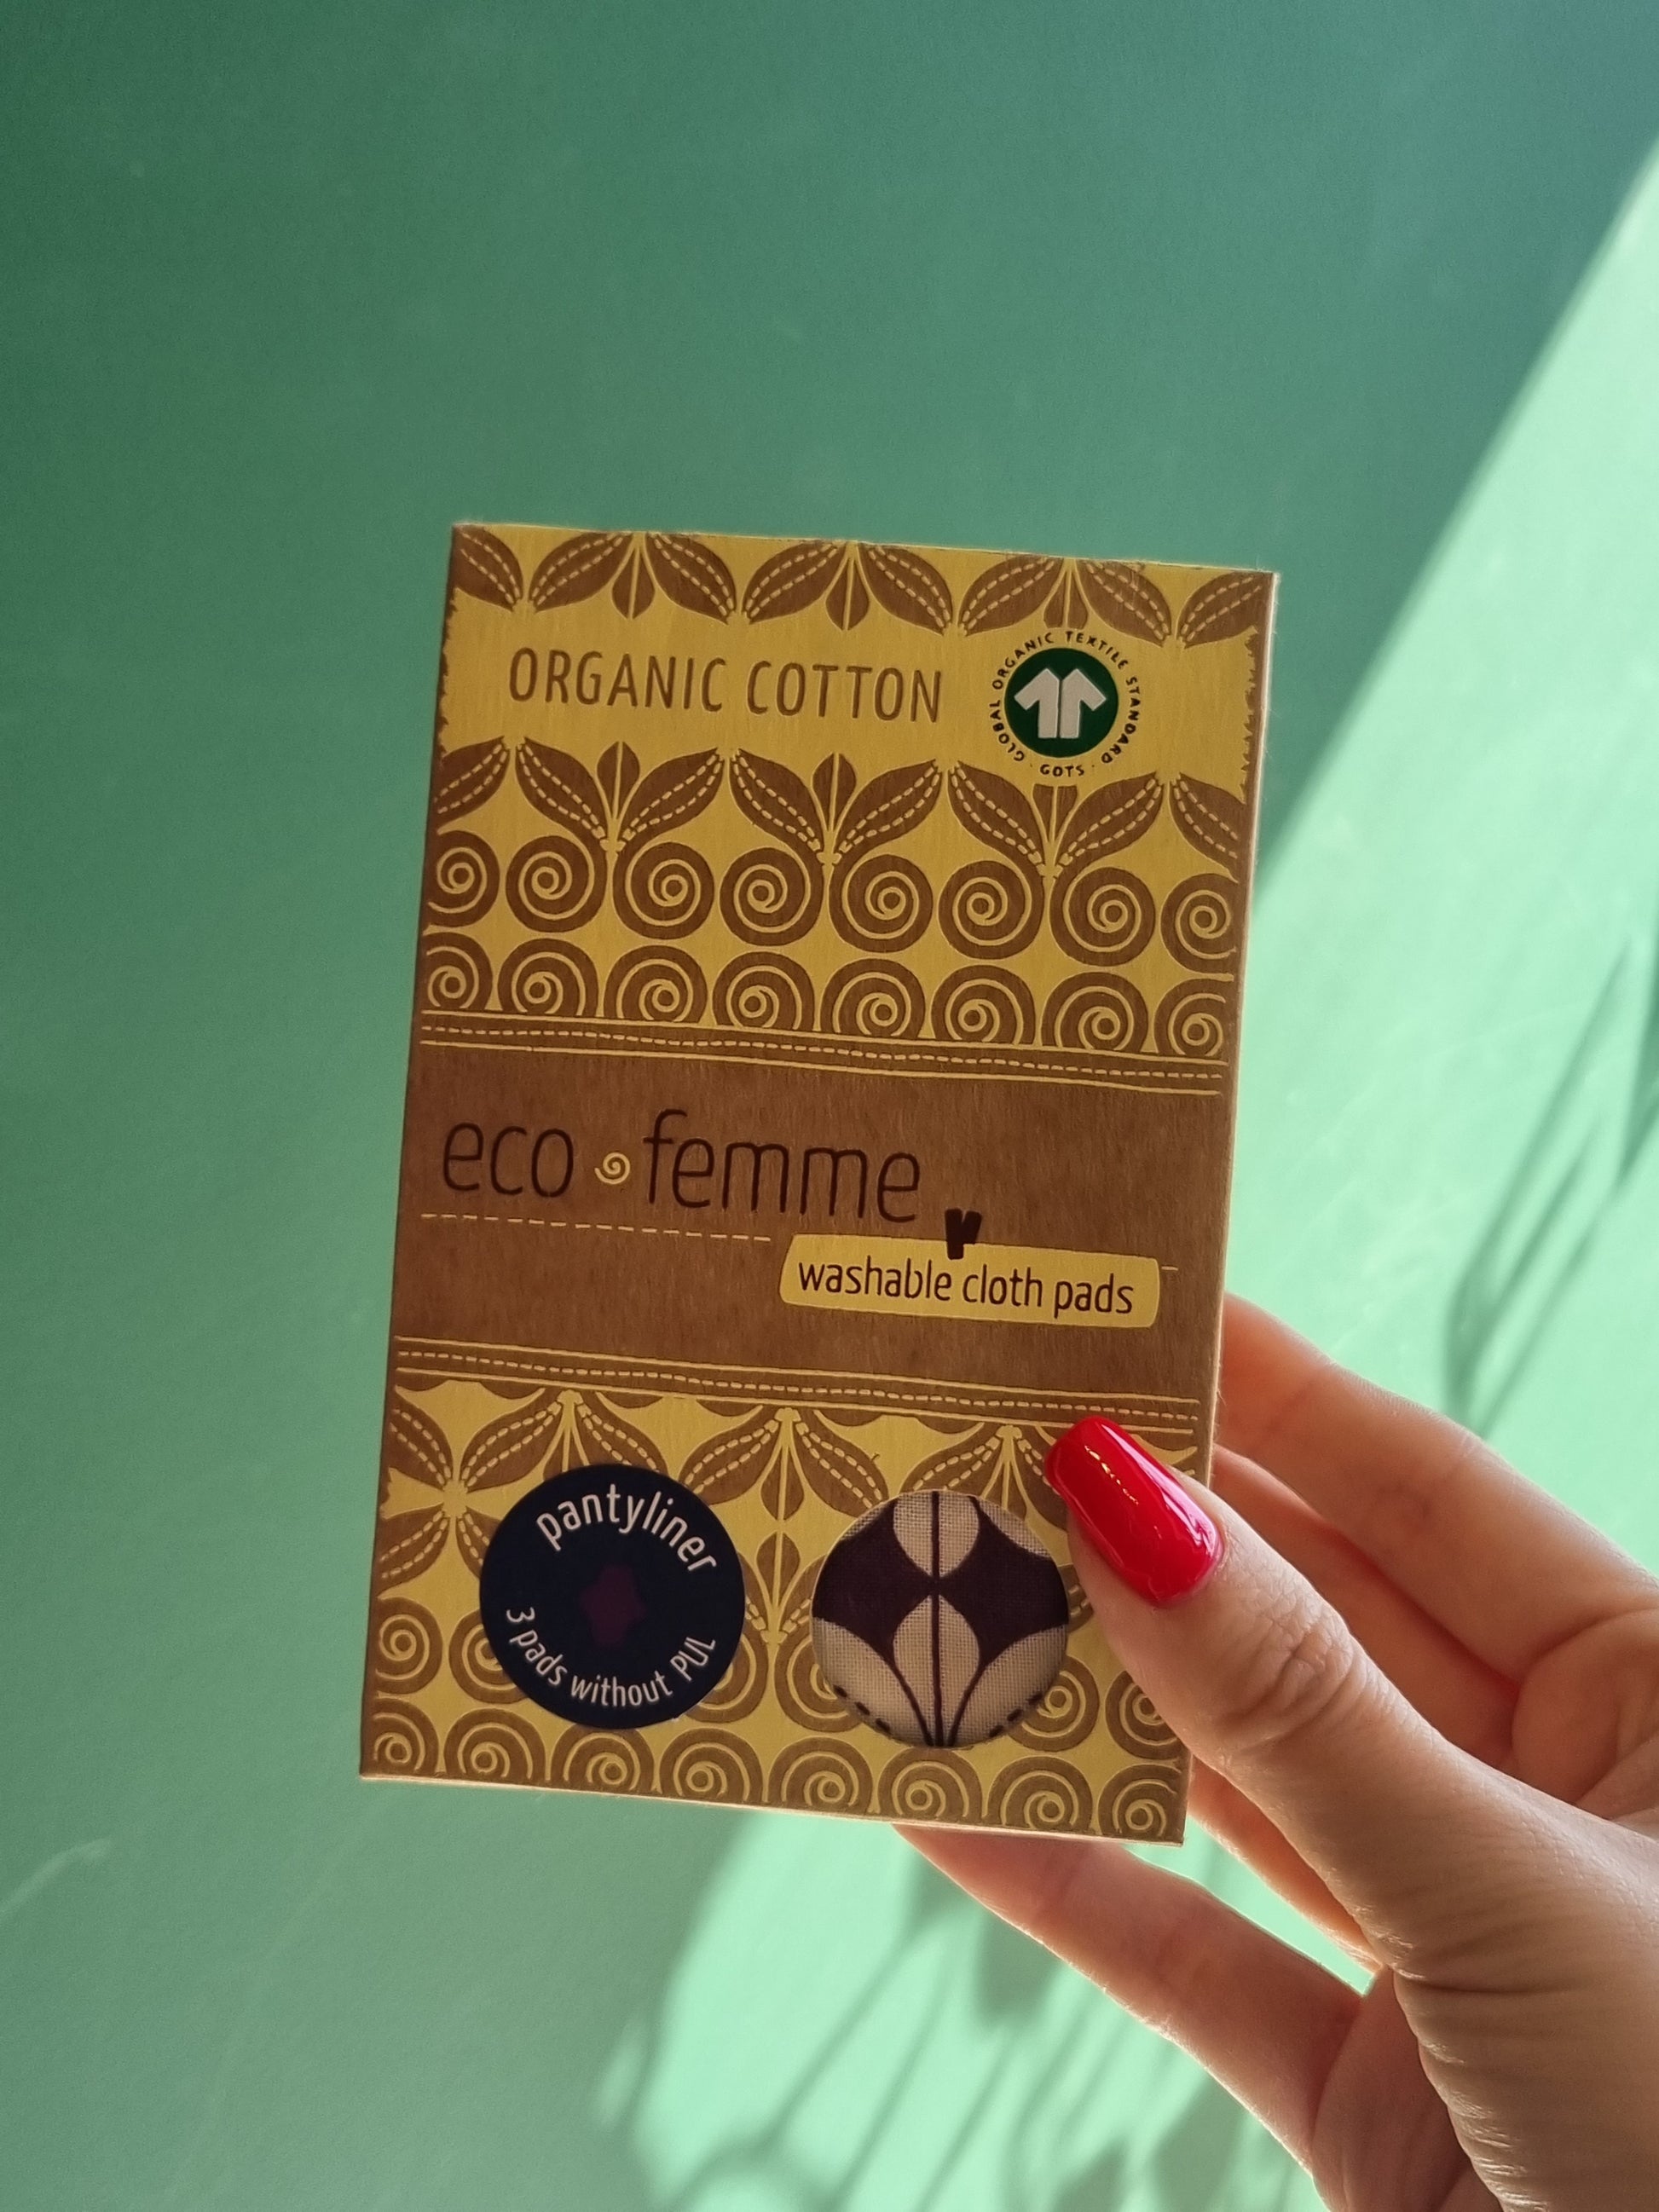 ORGANIC COTTON
GLOBAL ORGANIC TEXTILE STANDARD · GOTS ·
eco femme
washable cloth pads
pantyliner
3 pads without PUL